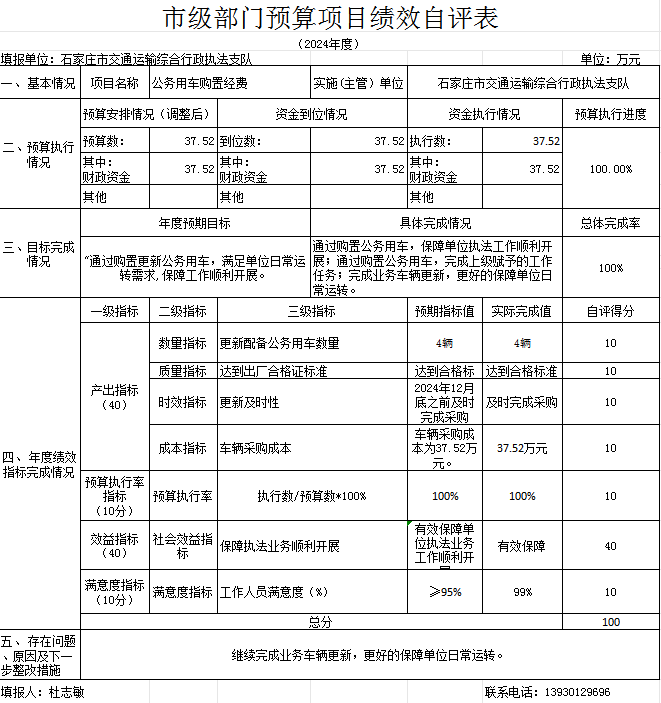 市级部门预算项目绩效自评表
（2024年度）
填报单位：石家庄市交通运输综合行政执法支队 单位：万元
一、基本情况 项目名称 公务用车购置经费 实施(主管）单位 石家庄市交通运输综合行政执法支队
二、预算执行情况
预算安排情况（调整后） 资金到位情况 资金执行情况 预算执行进度
预算数： 37.52 到位数： 37.52 执行数： 37.52
其中：
财政资金 37.52 其中：
财政资金 37.52 其中：
财政资金 37.52
100.00%
其他 其他 其他
三、目标完成情况
年度预期目标 具体完成情况 总体完成率
"通过购置更新公务用车，满足单位日常运
转需求,保障工作顺利开展。
通过购置公务用车，保障单位执法工作顺利开
展；通过购置公务用车，完成上级赋予的工作
任务；完成业务车辆更新，更好的保障单位日
常运转。
100%
四、年度绩效指标完成情况
一级指标 二级指标 三级指标 预期指标值 实际完成值 自评得分
产出指标
（40）
数量指标 更新配备公务用车数量 4辆 4辆 10
质量指标 达到出厂合格证标准 达到合格标 达到合格标准 10
时效指标 更新及时性 2024年12月
底之前及时
完成采购 及时完成采购 10
成本指标 车辆采购成本 车辆采购成
本为37.52万
元。 37.52万元 10
预算执行率
指标
（10分） 预算执行率 执行数/预算数*100% 100% 100% 10
效益指标
（40） 社会效益指
标 保障执法业务顺利开展 有效保障单
位执法业务
工作顺利开 有效保障 40
满意度指标
（10分） 满意度指标 工作人员满意度（%） ≥95% 99% 10
总分 100
五、存在问题
、原因及下一
步整改措施
继续完成业务车辆更新，更好的保障单位日常运转。
填报人：杜志敏 联系电话：13930129696